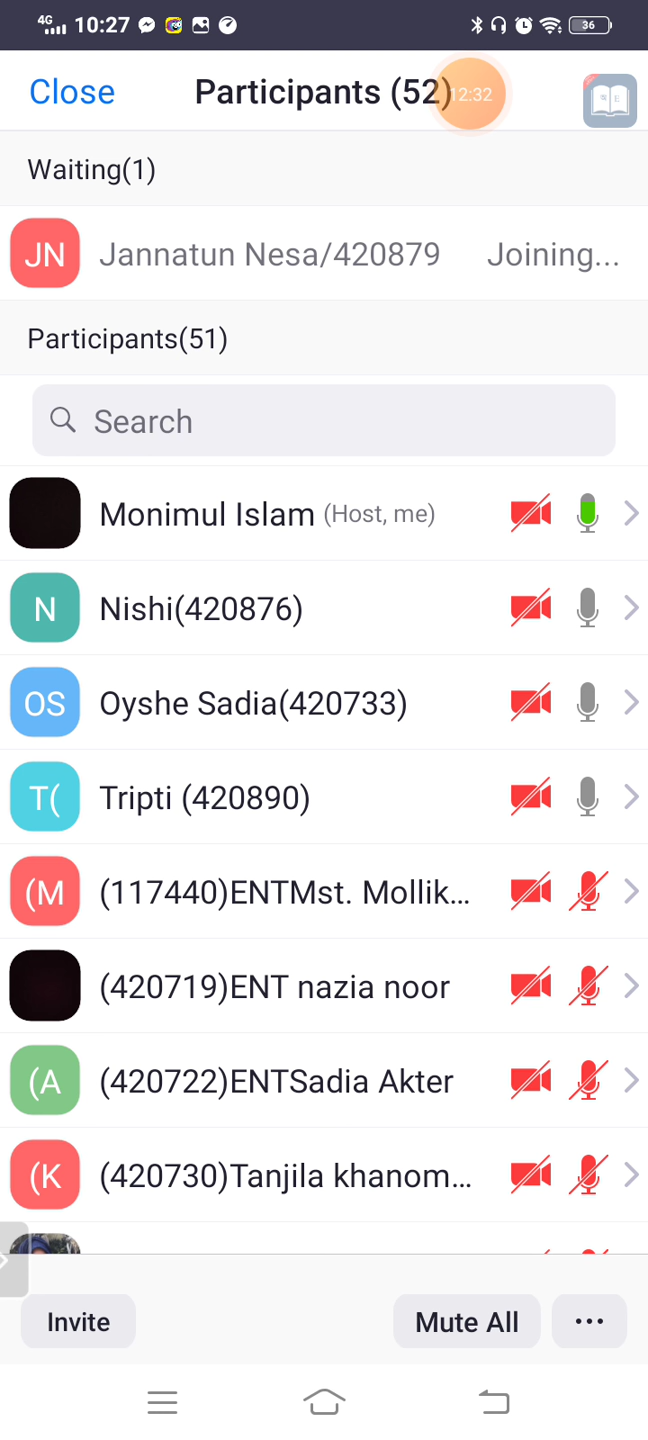 4G 10:27 36
Close Participants (52) 12:32
Waiting(1)
JN Jannatun Nesa/420879 Joining...
Participants(51)
Search
Monimul Islam (Host, me)
N Nishi(420876)
OS Oyshe Sadia(420733)
T( Tripti (420890)
(M (117440)ENTMst. Mollik...
(420719)ENT nazia noor
(A (420722)ENTSadia Akter
(K (420730)Tanjila khanom...
Invite Mute All ...